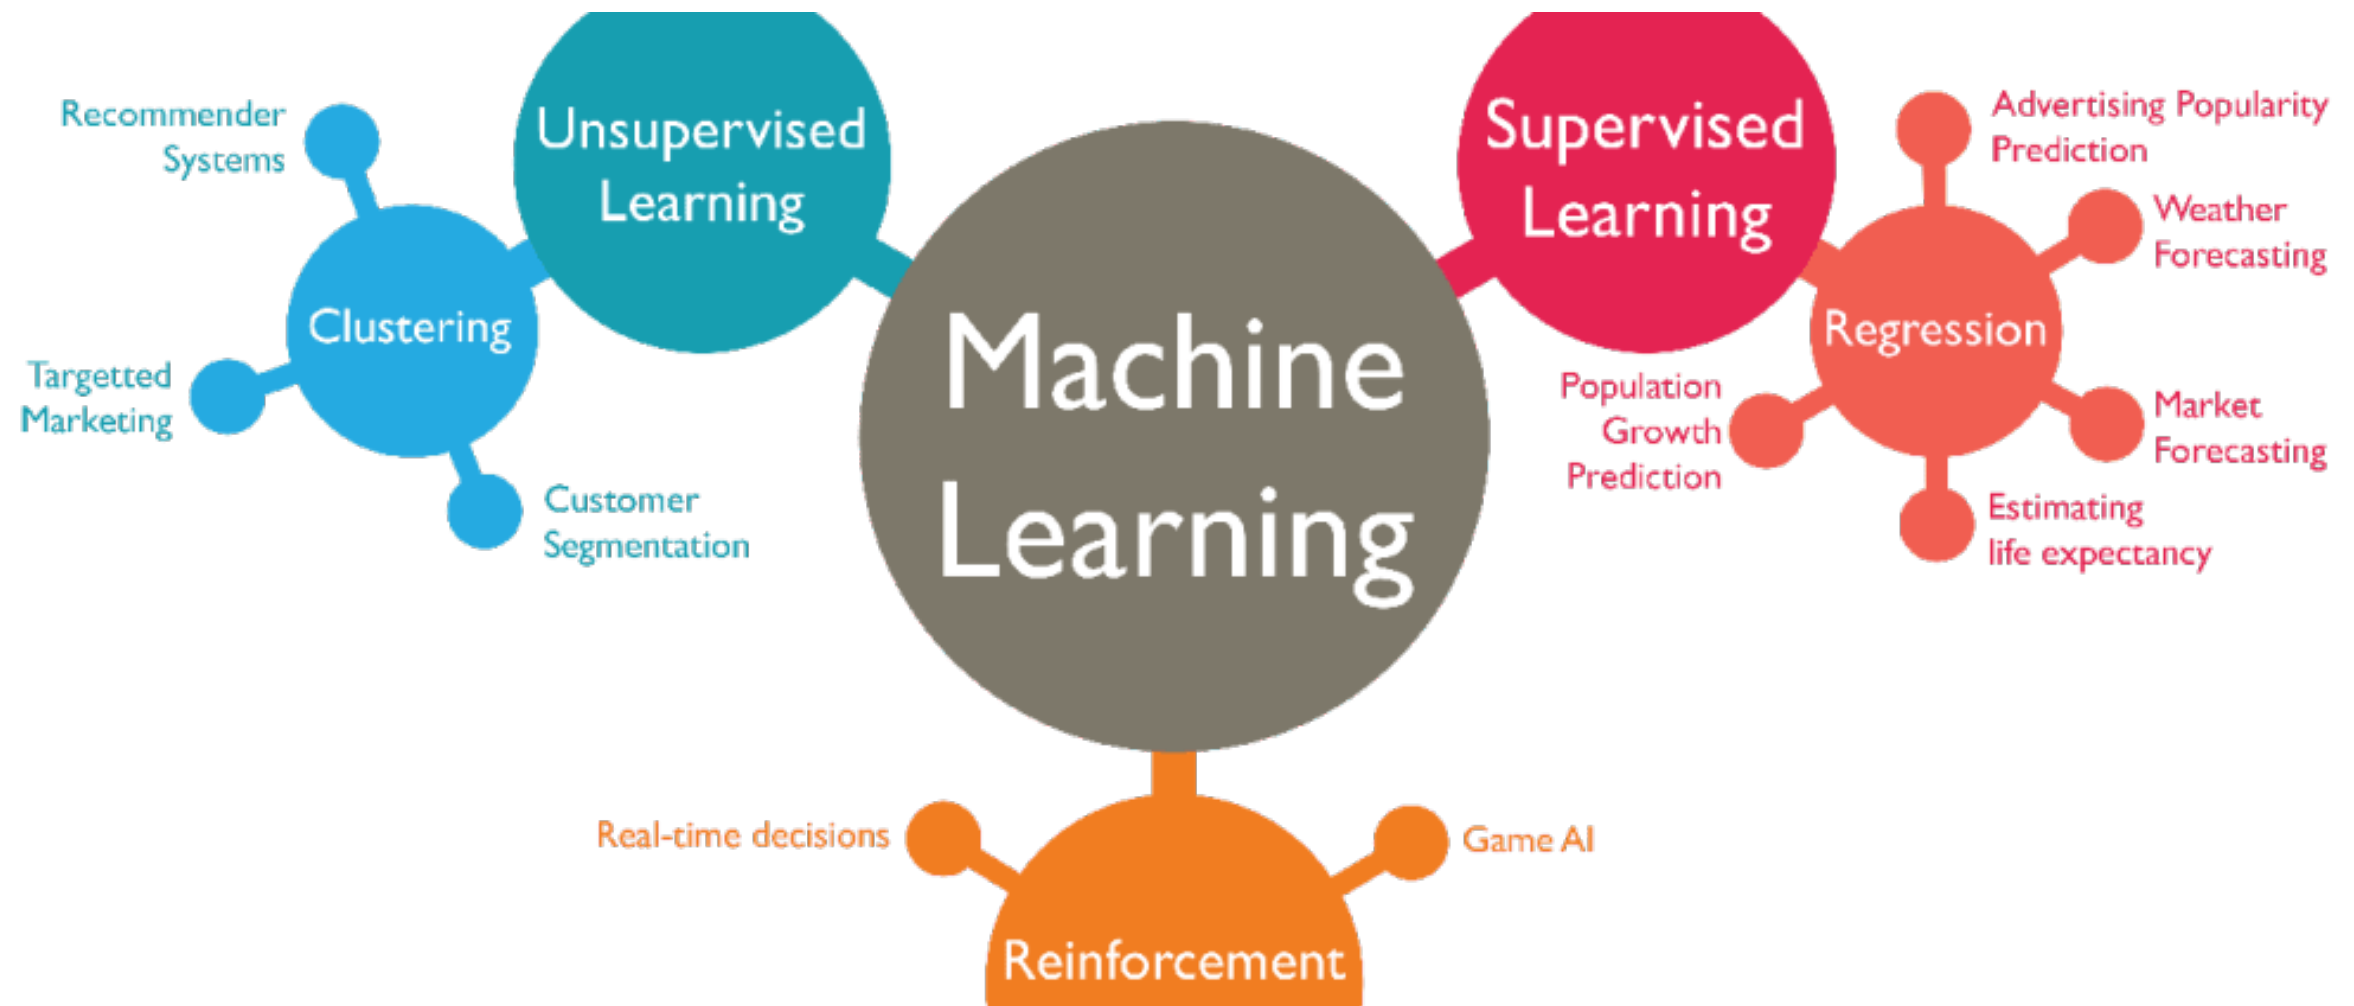 Recommender
Systems
Unsupervised
Learning
Clustering
Targetted
Marketing
Customer
Segmentation
Machine
Learning
Supervised
Learning
Regression
Advertising Popularity
Prediction
Weather
Forecasting
Population
Growth
Prediction
Market
Forecasting
Estimating
life expectancy
Real-time decisions
Game AI
Reinforcement